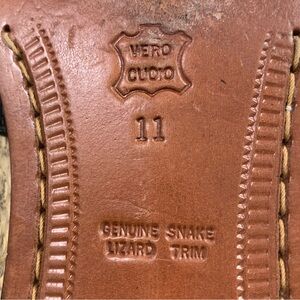 VERO
CUOIO
11
GENUINE SNAKE
LIZARD TRIM